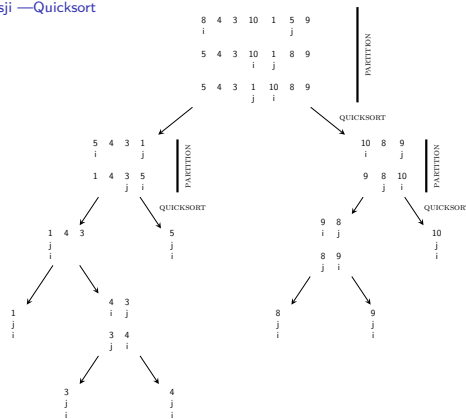 sji —Quicksort
8 4 3 10 1 5 9
i j
5 4 3 10 1 8 9
i j
5 4 3 1 10 8 9
j i
PARTITION
QUICKSORT
5 4 3 1
i j
1 4 3 5
j i
PARTITION
QUICKSORT
10 8 9
i j
9 8 10
j i
PARTITION
QUICKSORT
1 4 3
j
i
5
j
i
9 8
i j
8 9
j i
10
j
i
1
j
i
4 3
i j
3 4
j i
8
j
i
9
j
i
3
j
i
4
j
i